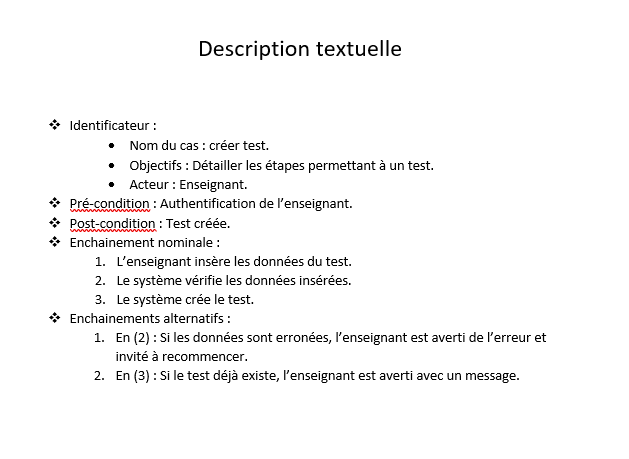 Description textuelle
❖ Identificateur :
• Nom du cas : créer test.
• Objectifs : Détailler les étapes permettant à un test.
• Acteur : Enseignant.
❖ Pré-condition : Authentification de l’enseignant.
❖ Post-condition : Test créée.
❖ Enchainement nominale :
1. L’enseignant insère les données du test.
2. Le système vérifie les données insérées.
3. Le système crée le test.
❖ Enchainements alternatifs :
1. En (2) : Si les données sont erronées, l’enseignant est averti de l’erreur et
invité à recommencer.
2. En (3) : Si le test déjà existe, l’enseignant est averti avec un message.